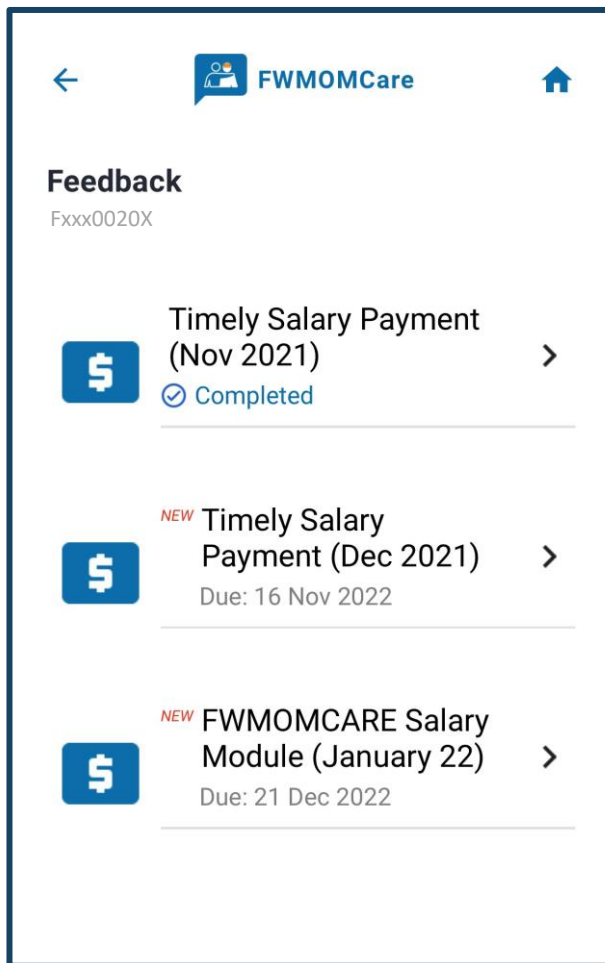 FWMOMCare
Feedback
Fxxx0020X
Timely Salary Payment
(Nov 2021)
Completed
NEW Timely Salary
Payment (Dec 2021)
Due: 16 Nov 2022
NEW FWMOMCARE Salary
Module (January 22)
Due: 21 Dec 2022